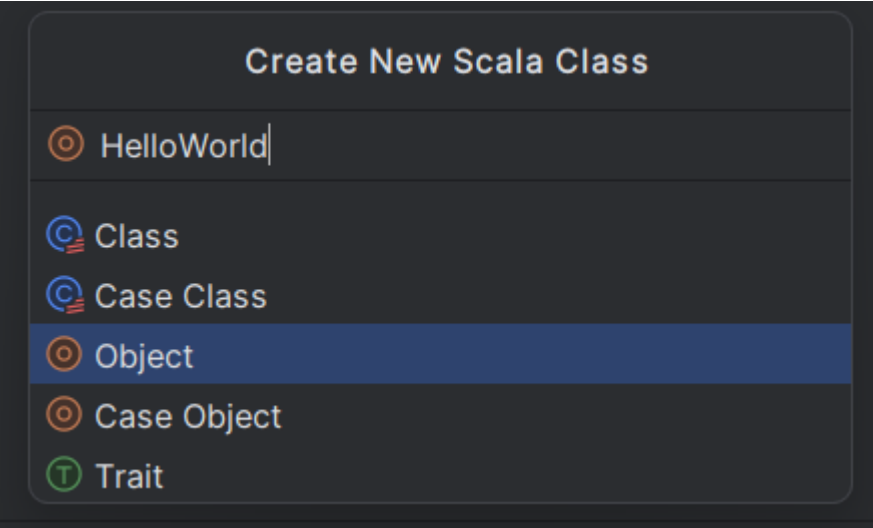 Create New Scala Class
HelloWorld
Class
Case Class
Object
Case Object
Trait